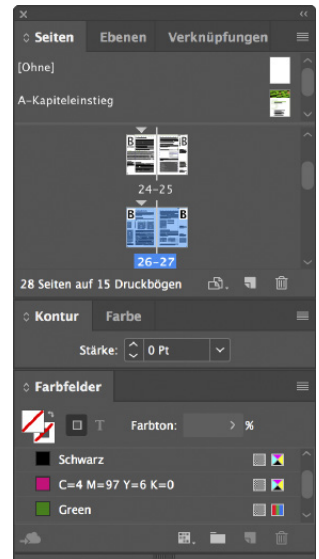 Seiten Ebenen Verknüpfungen
[Ohne]
A-Kapiteleinstieg
B B
24-25
B B
26-27
28 Seiten auf 15 Druckbögen
Kontur Farbe
Stärke: 0 Pt
Farbfelder
T Farbton: %
Schwarz
C=4 M=97 Y=6 K=0
Green